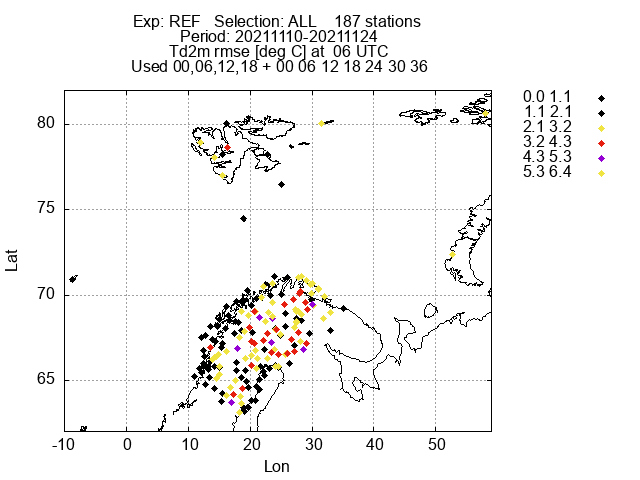 Exp: REF   Selection: ALL    187 stations
Period: 20211110-20211124
Td2m rmse [deg C] at  06 UTC
Used 00,06,12,18 + 00 06 12 18 24 30 36
0.0 1.1
1.1 2.1
2.1 3.2
3.2 4.3
4.3 5.3
5.3 6.4
80
75
70
65
Lat
-10 0 10 20 30 40 50
Lon